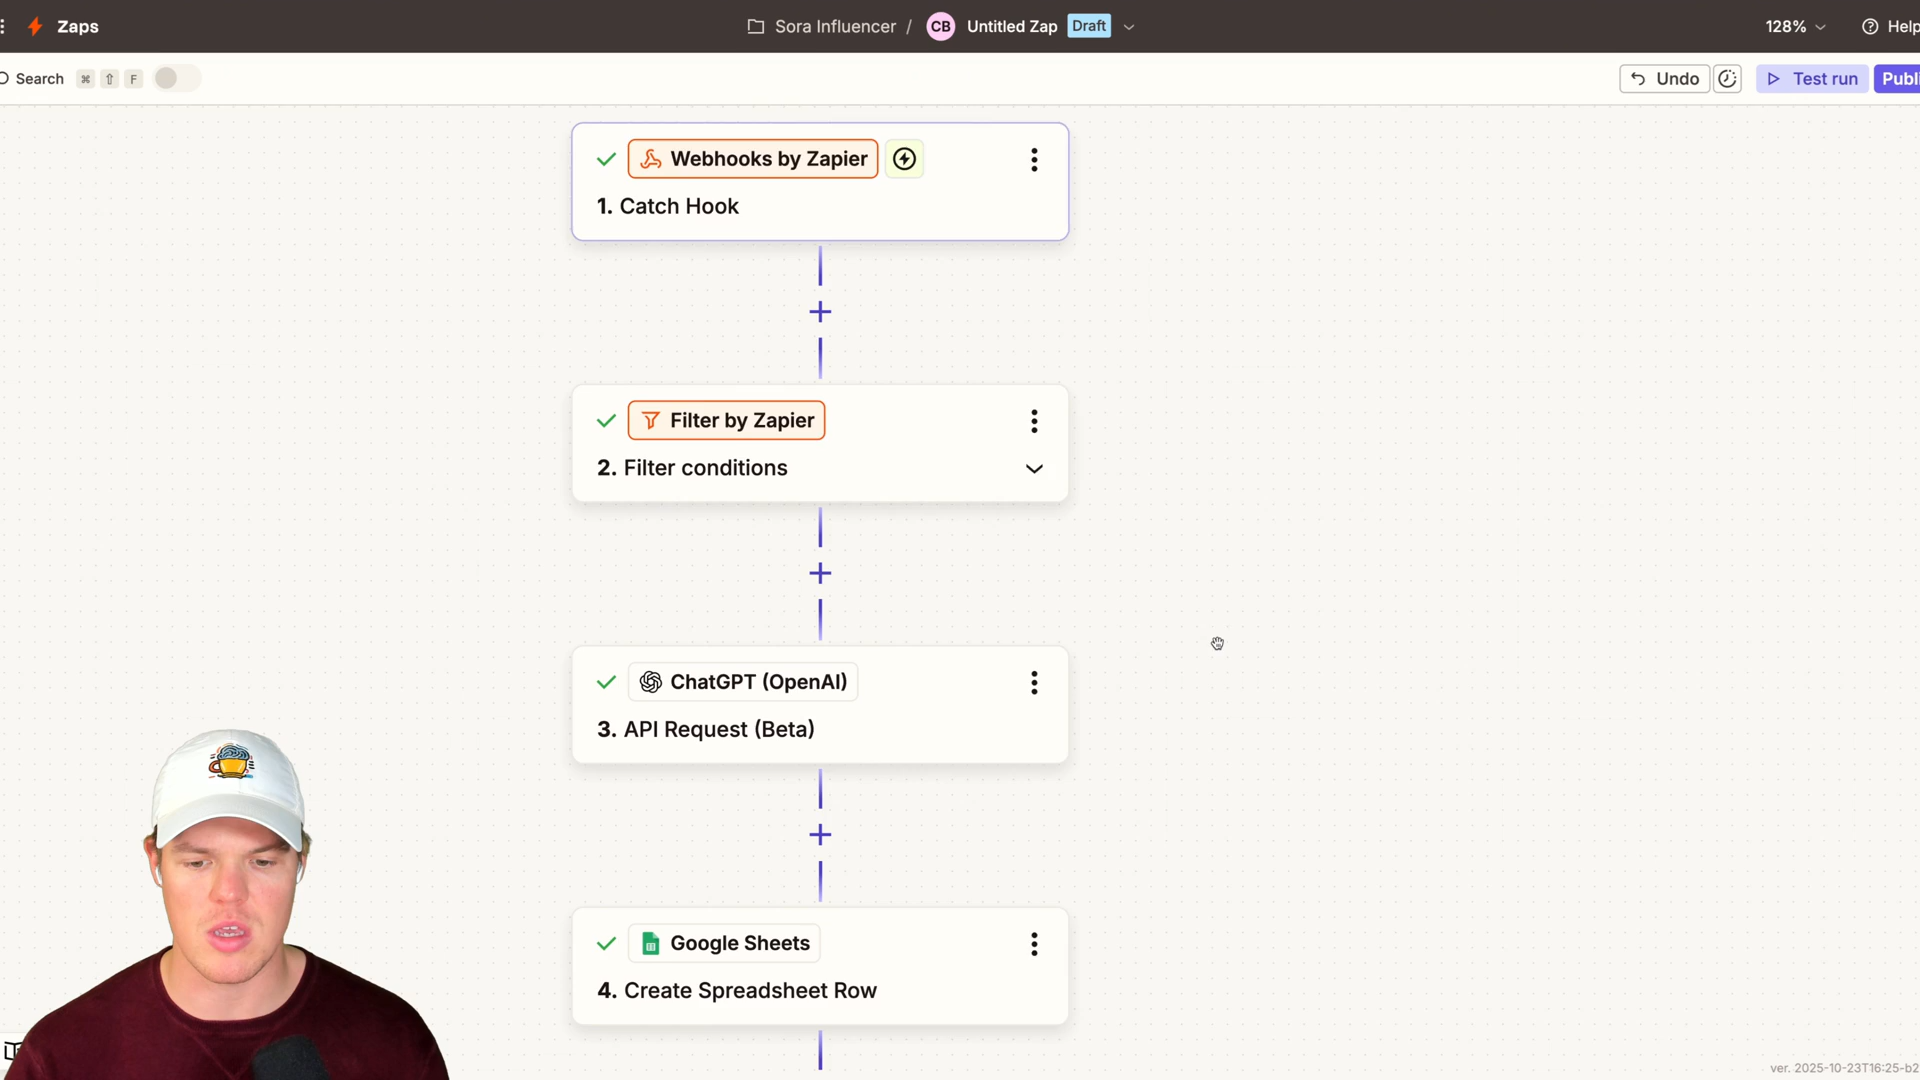 Zaps
Sora Influencer / CB Untitled Zap Draft
128%
Help
Search ⌘ ⇧ F
Undo
Test run
Publi
Webhooks by Zapier
1. Catch Hook
Filter by Zapier
2. Filter conditions
ChatGPT (OpenAI)
3. API Request (Beta)
Google Sheets
4. Create Spreadsheet Row
ver. 2025-10-23T16:25-b2